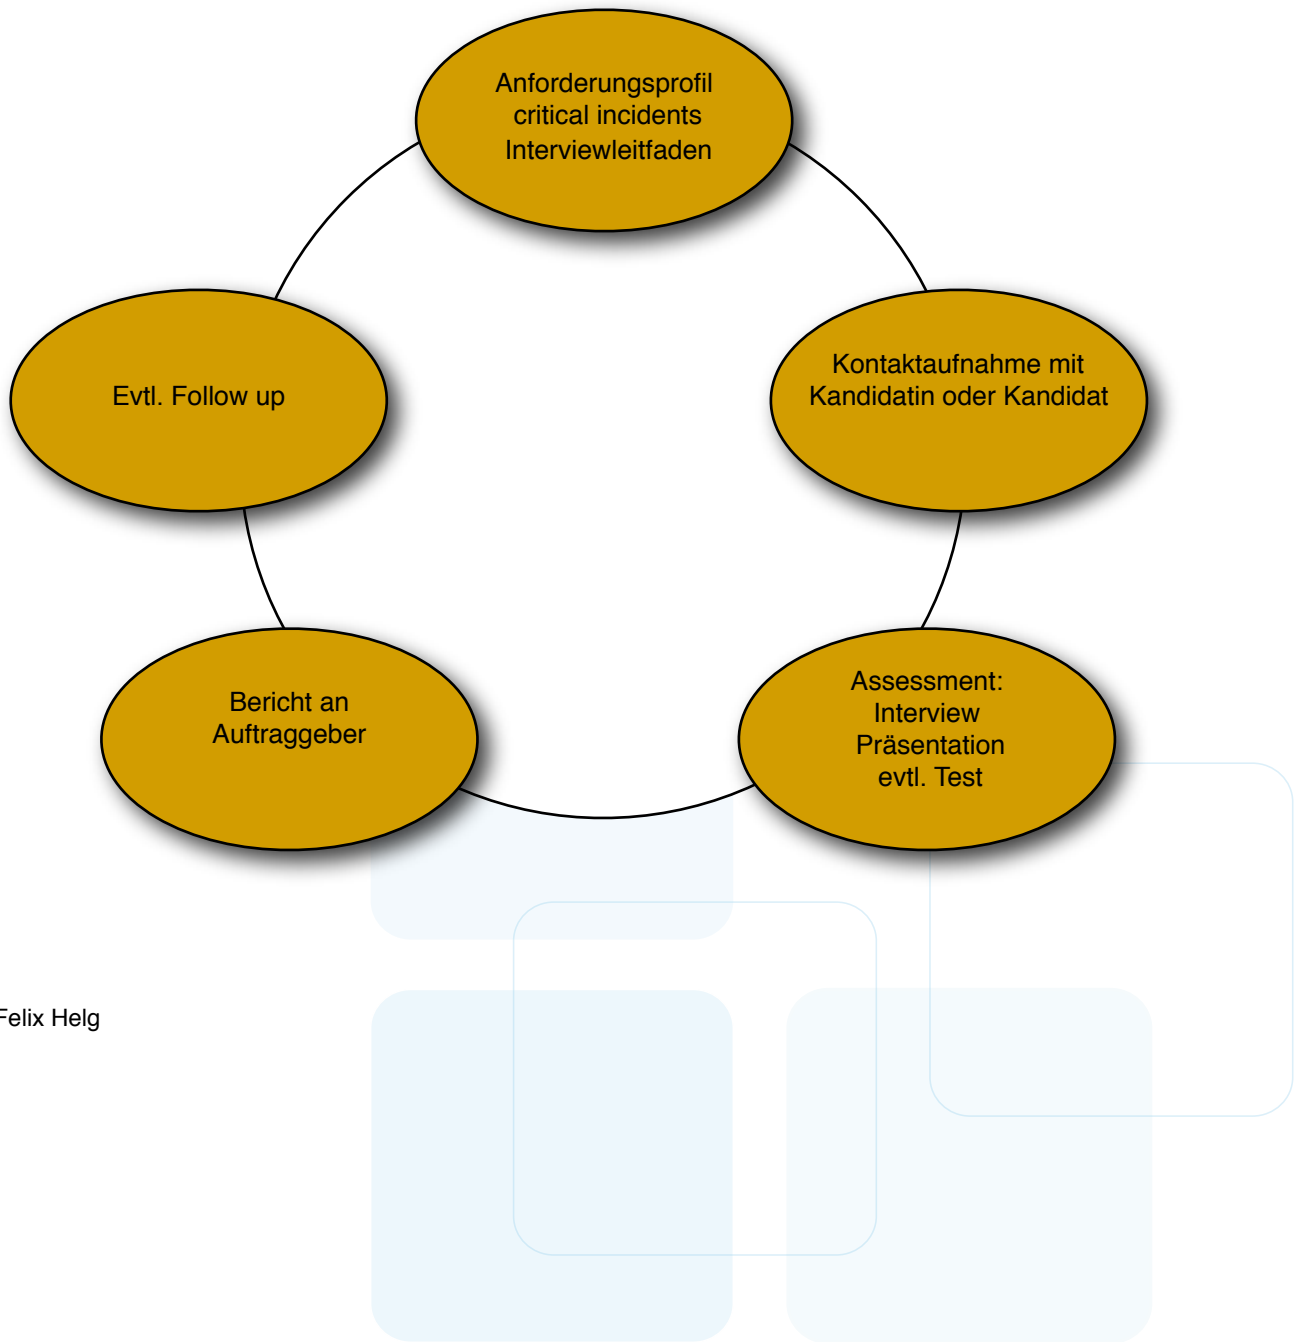 Anforderungsprofil
critical incidents
Interviewleitfaden
Kontaktaufnahme mit
Kandidatin oder Kandidat
Assessment:
Interview
Präsentation
evtl. Test
Bericht an
Auftraggeber
Evtl. Follow up
Felix Helg